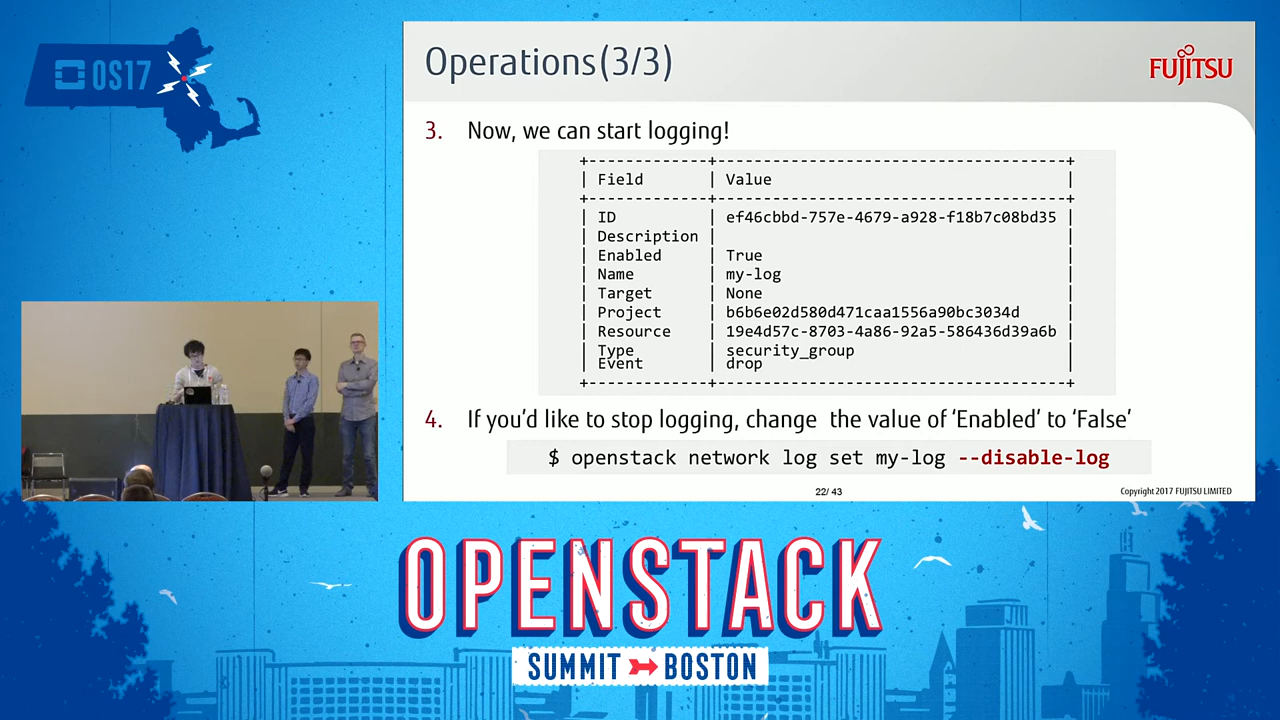 OS17
Operations(3/3)
FUJITSU
3. Now, we can start logging!
+-------------+--------------------------------------+
| Field | Value |
+-------------+--------------------------------------+
| ID | ef46cbbd-757e-4679-a928-f18b7c08bd35 |
| Description | |
| Enabled | True |
| Name | my-log |
| Target | None |
| Project | b6b6e02d580d471caa1556a90bc3034d |
| Resource | 19e4d57c-8703-4a86-92a5-586436d39a6b |
| Type | security_group |
| Event | drop |
+-------------+--------------------------------------+
4. If you'd like to stop logging, change the value of 'Enabled' to 'False'
$ openstack network log set my-log --disable-log
22/ 43
Copyright 2017 FUJITSU LIMITED
OPENSTACK
SUMMIT BOSTON